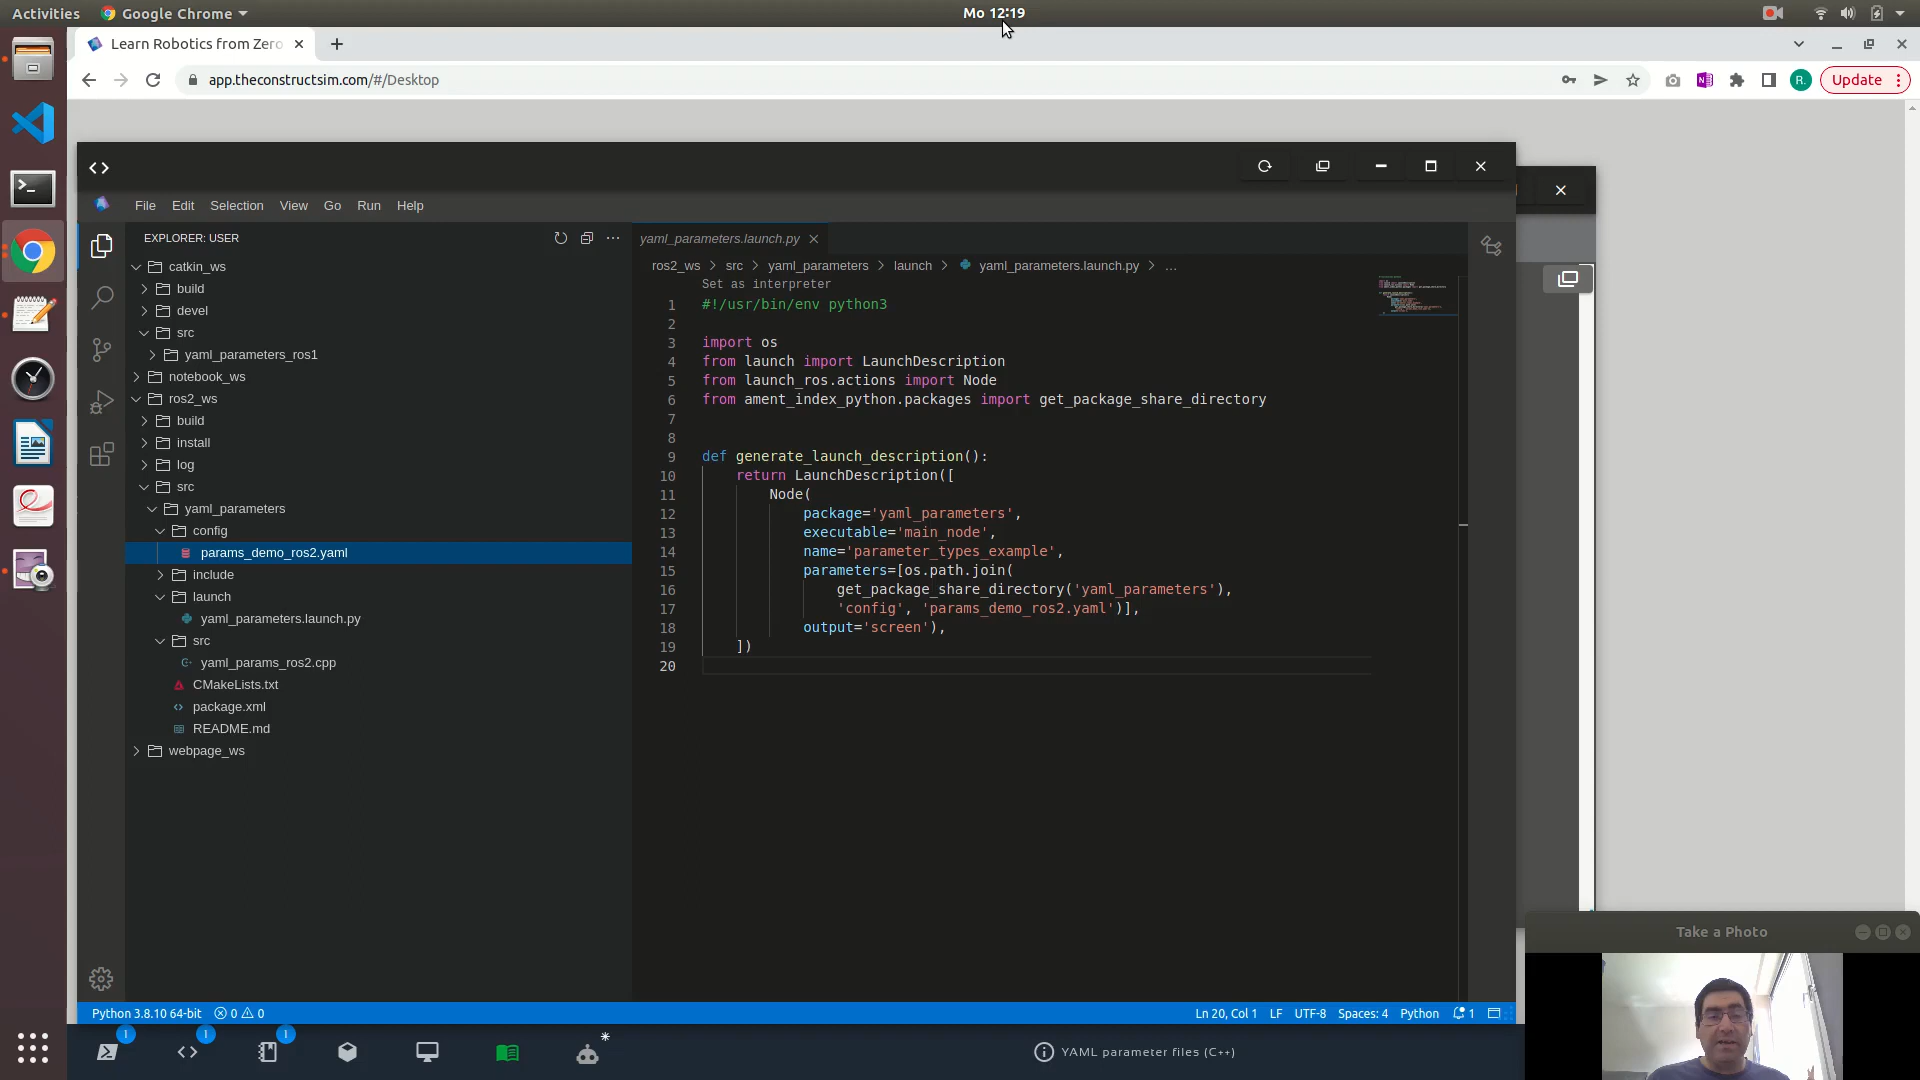 Activities
Google Chrome
Mo 12:19
Learn Robotics from Zero
app.theconstructsim.com/#/Desktop
R.
Update
File Edit Selection View Go Run Help
EXPLORER: USER
catkin_ws
build
devel
src
yaml_parameters_ros1
notebook_ws
ros2_ws
build
install
log
src
yaml_parameters
config
params_demo_ros2.yaml
include
launch
yaml_parameters.launch.py
src
yaml_params_ros2.cpp
CMakeLists.txt
package.xml
README.md
webpage_ws
yaml_parameters.launch.py
ros2_ws > src > yaml_parameters > launch > yaml_parameters.launch.py > ...
Set as interpreter
1 #!/usr/bin/env python3
2
3 import os
4 from launch import LaunchDescription
5 from launch_ros.actions import Node
6 from ament_index_python.packages import get_package_share_directory
7
8
9 def generate_launch_description():
10 return LaunchDescription([
11 Node(
12 package='yaml_parameters',
13 executable='main_node',
14 name='parameter_types_example',
15 parameters=[os.path.join(
16 get_package_share_directory('yaml_parameters'),
17 'config', 'params_demo_ros2.yaml')],
18 output='screen'),
19 ])
20
Python 3.8.10 64-bit 0 0
Ln 20, Col 1 LF UTF-8 Spaces: 4 Python 1
1 1 1
YAML parameter files (C++)
Take a Photo